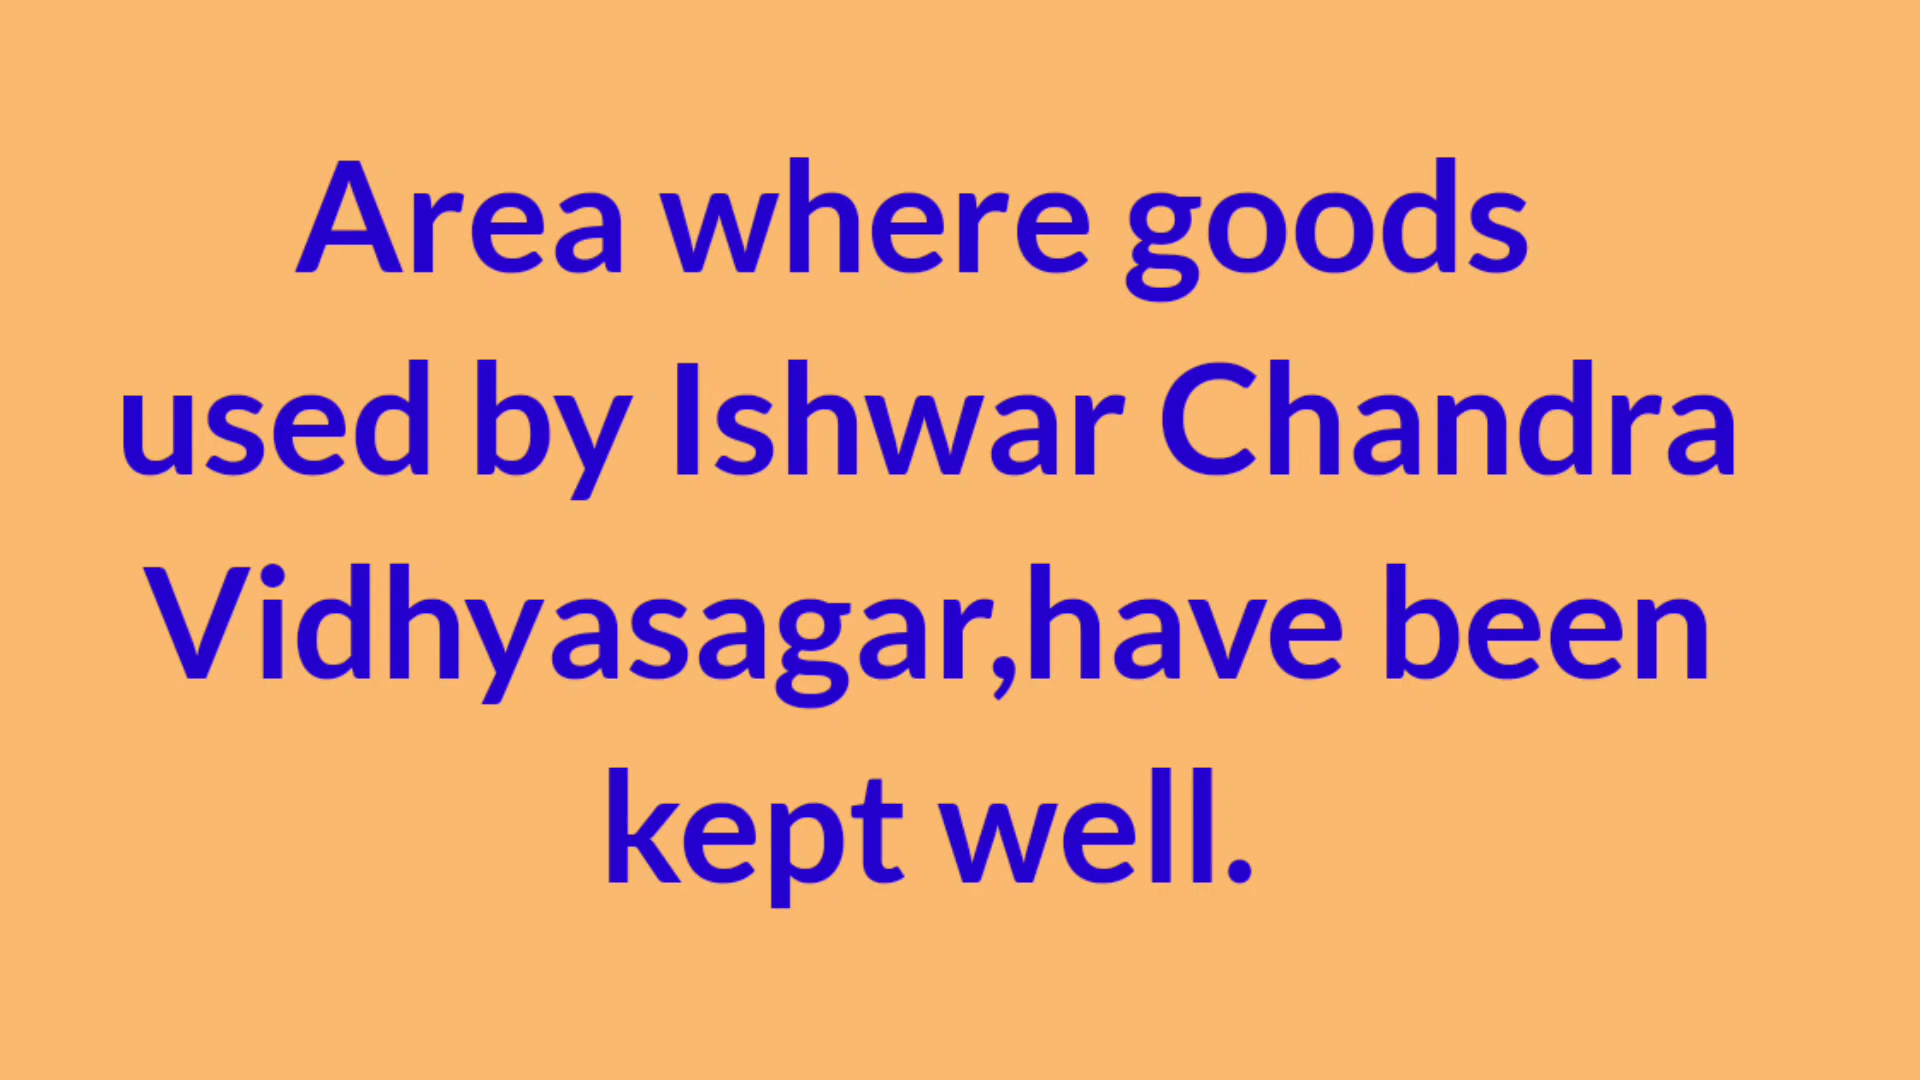 Area where goods
used by Ishwar Chandra
Vidhyasagar,have been
kept well.